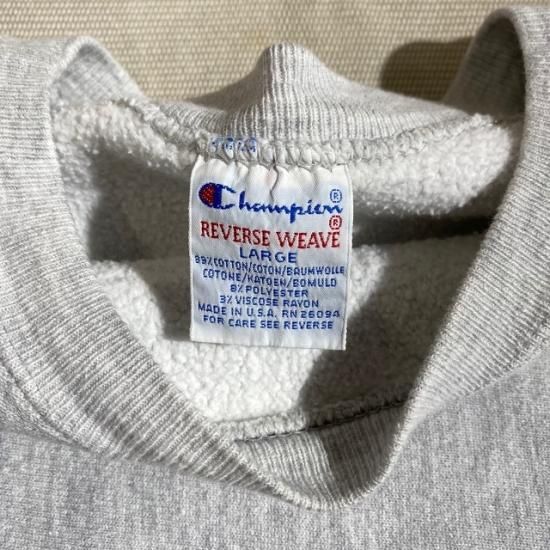 Champion®
REVERSE WEAVE®
LARGE
89% COTTON/COTON/BAUMWOLLE
COTONE/KATOEN/BOMULD
8% POLYESTER
3% VISCOSE RAYON
MADE IN U.S.A. RN 26094
FOR CARE SEE REVERSE